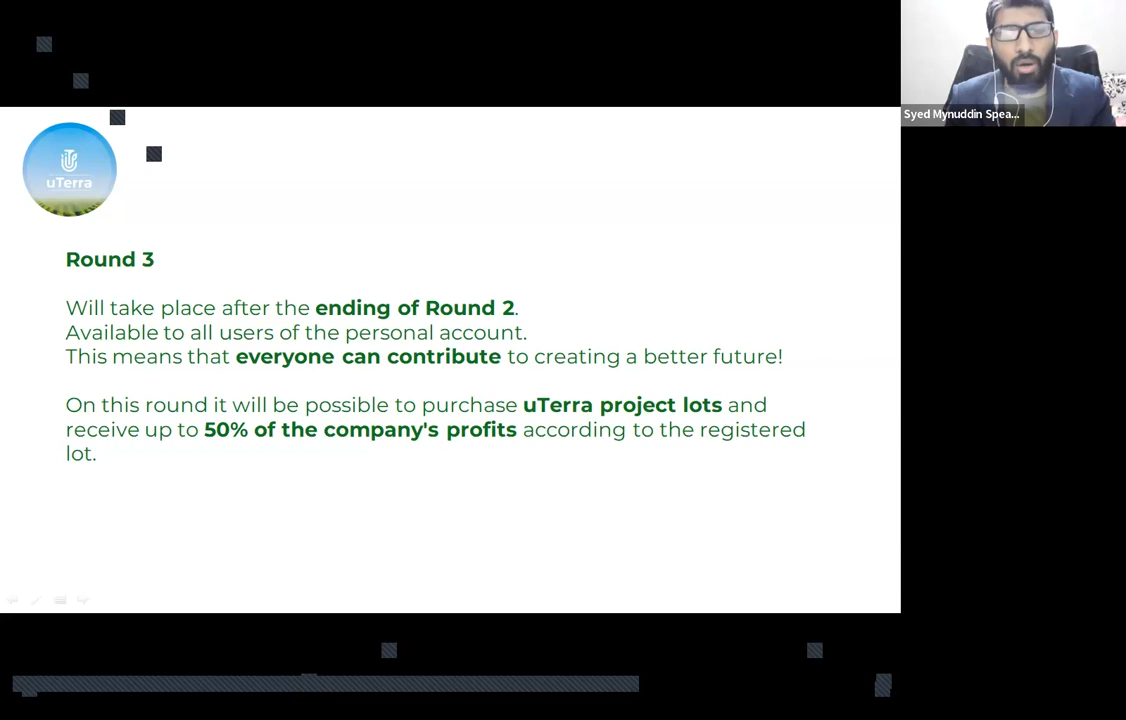 Syed Mynuddin Spea...
uTerra
Round 3
Will take place after the ending of Round 2.
Available to all users of the personal account.
This means that everyone can contribute to creating a better future!
On this round it will be possible to purchase uTerra project lots and
receive up to 50% of the company's profits according to the registered
lot.